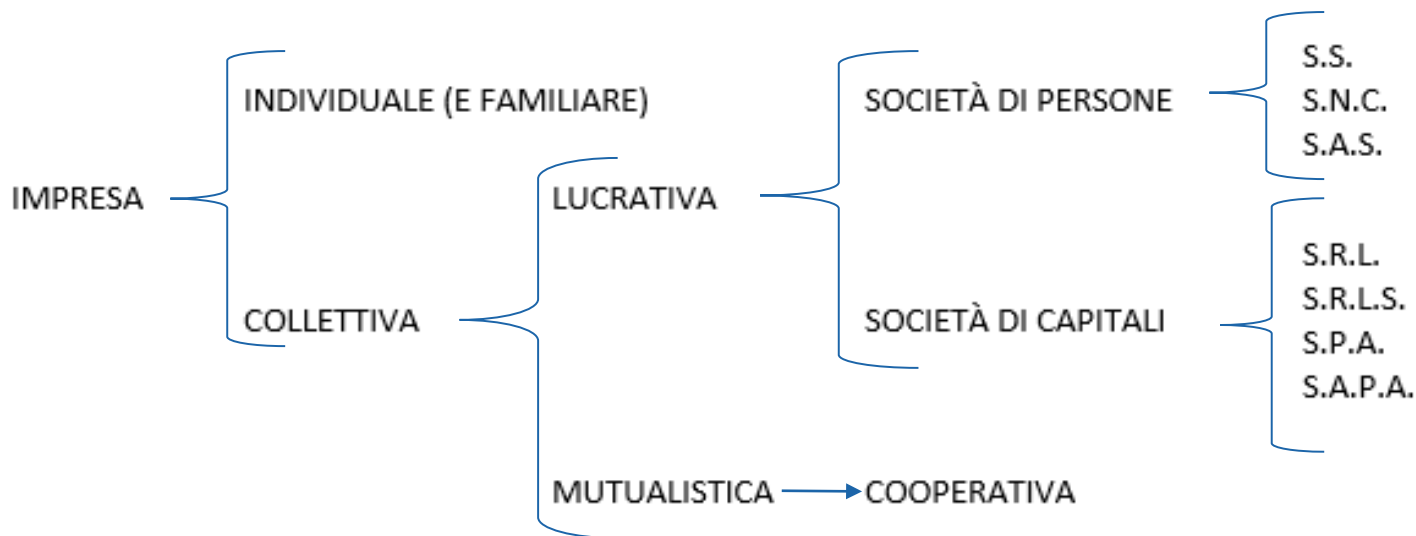 IMPRESA
INDIVIDUALE (E FAMILIARE)
COLLETTIVA
LUCRATIVA
MUTUALISTICA
SOCIETÀ DI PERSONE
SOCIETÀ DI CAPITALI
COOPERATIVA
S.S.
S.N.C.
S.A.S.
S.R.L.
S.R.L.S.
S.P.A.
S.A.P.A.